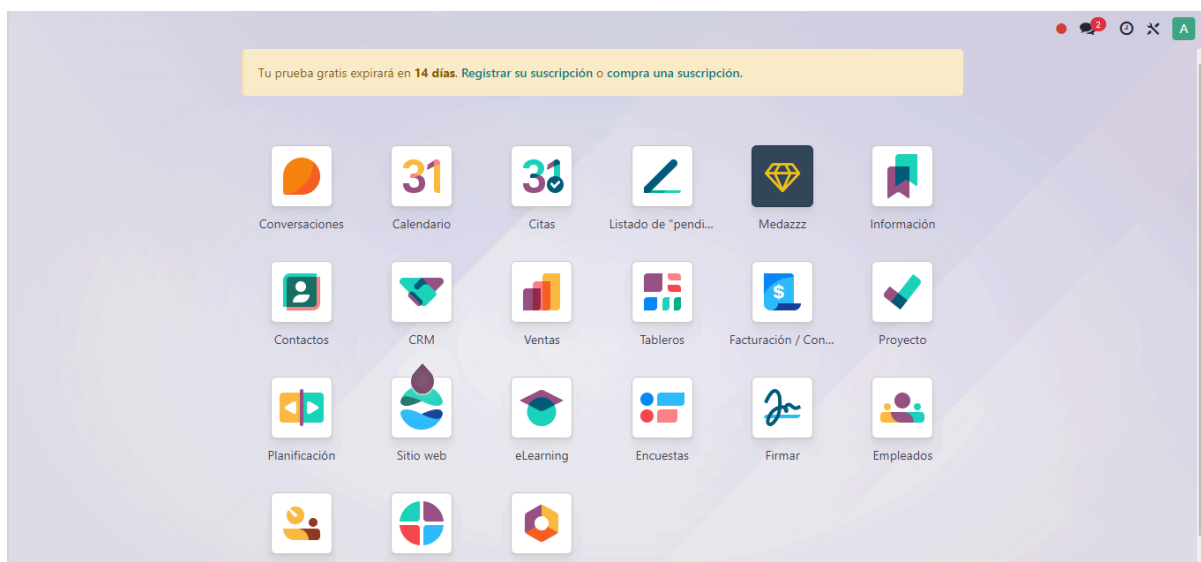 2
A
Tu prueba gratis expirará en 14 días. Registrar su suscripción o compra una suscripción.
31
31
Conversaciones
Calendario
Citas
Listado de "pendi...
Medazzz
Información
$
Contactos
CRM
Ventas
Tableros
Facturación / Con...
Proyecto
Planificación
Sitio web
eLearning
Encuestas
Firmar
Empleados